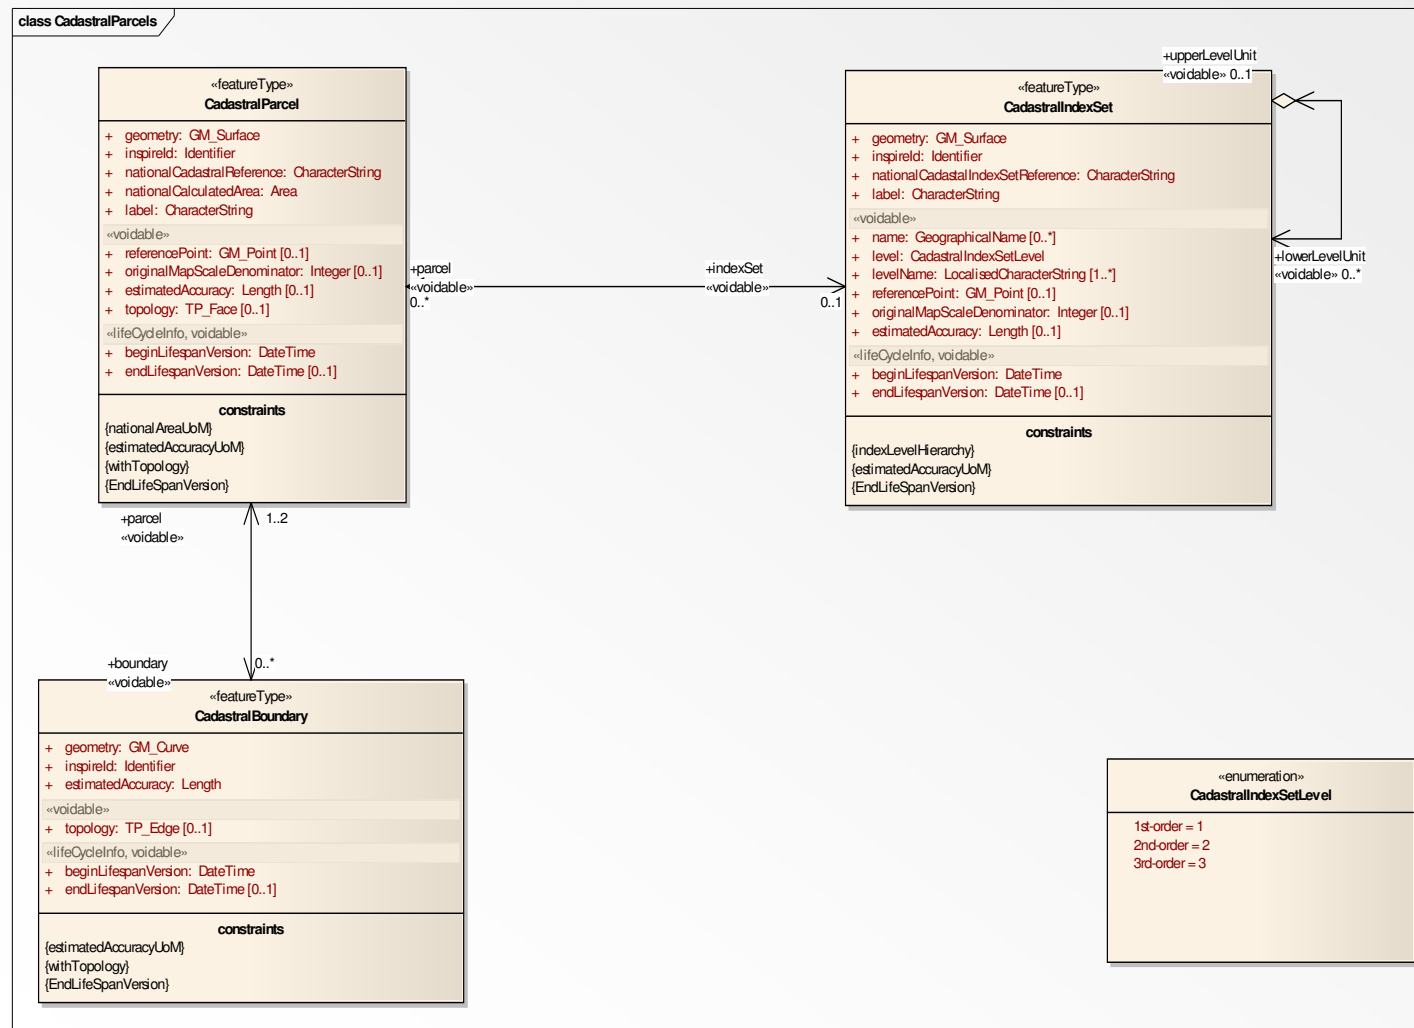 class CadastralParcels
«featureType»
CadastralParcel
+ geometry: GM_Surface
+ inspireId: Identifier
+ nationalCadastralReference: CharacterString
+ nationalCalculatedArea: Area
+ label: CharacterString
«voidable»
+ referencePoint: GM_Point [0..1]
+ originalMapScaleDenominator: Integer [0..1]
+ estimatedAccuracy: Length [0..1]
+ topology: TP_Face [0..1]
«lifeCycleInfo, voidable»
+ beginLifespanVersion: DateTime
+ endLifespanVersion: DateTime [0..1]
constraints
{nationalAreaUoM}
{estimatedAccuracyUoM}
{withTopology}
{EndLifeSpanVersion}
+parcel
«voidable»
0..*
+indexSet
«voidable»
0..1
+upperLevelUnit
«voidable» 0..1
«featureType»
CadastralIndexSet
+ geometry: GM_Surface
+ inspireId: Identifier
+ nationalCadastalIndexSetReference: CharacterString
+ label: CharacterString
«voidable»
+ name: GeographicalName [0..*]
+ level: CadastralIndexSetLevel
+ levelName: LocalisedCharacterString [1..*]
+ referencePoint: GM_Point [0..1]
+ originalMapScaleDenominator: Integer [0..1]
+ estimatedAccuracy: Length [0..1]
«lifeCycleInfo, voidable»
+ beginLifespanVersion: DateTime
+ endLifespanVersion: DateTime [0..1]
constraints
{indexLevelHierarchy}
{estimatedAccuracyUoM}
{EndLifeSpanVersion}
+lowerLevelUnit
«voidable» 0..*
+parcel 1..2
«voidable»
+boundary 0..*
«voidable»
«featureType»
CadastralBoundary
+ geometry: GM_Curve
+ inspireId: Identifier
+ estimatedAccuracy: Length
«voidable»
+ topology: TP_Edge [0..1]
«lifeCycleInfo, voidable»
+ beginLifespanVersion: DateTime
+ endLifespanVersion: DateTime [0..1]
constraints
{estimatedAccuracyUoM}
{withTopology}
{EndLifeSpanVersion}
«enumeration»
CadastralIndexSetLevel
1st-order = 1
2nd-order = 2
3rd-order = 3